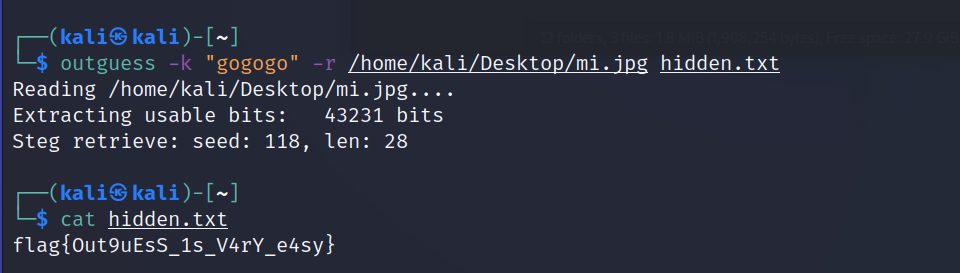 ┌──(kali㉿kali)-[~]
└─$ outguess -k "gogogo" -r /home/kali/Desktop/mi.jpg hidden.txt
Reading /home/kali/Desktop/mi.jpg....
Extracting usable bits:   43231 bits
Steg retrieve: seed: 118, len: 28

┌──(kali㉿kali)-[~]
└─$ cat hidden.txt
flag{Out9uEsS_1s_V4rY_e4sy}